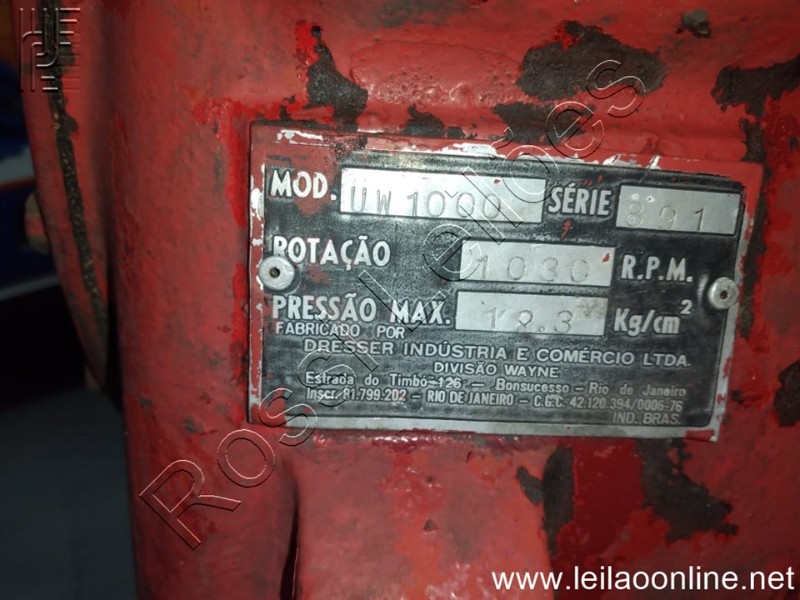 MOD. UW1000 SÉRIE 891
ROTAÇÃO 1030 R.P.M.
PRESSÃO MAX. 12.3 Kg/cm²
FABRICADO POR
DRESSER INDÚSTRIA E COMÉRCIO LTDA.
DIVISÃO WAYNE
Estrada do Timbó-126 — Bonsucesso — Rio de Janeiro
Inscr. 81.799.202 — RIO DE JANEIRO — C.G.C. 42.120.394/0006-76
IND. BRAS.
Rossi Leilões
www.leilaoonline.net